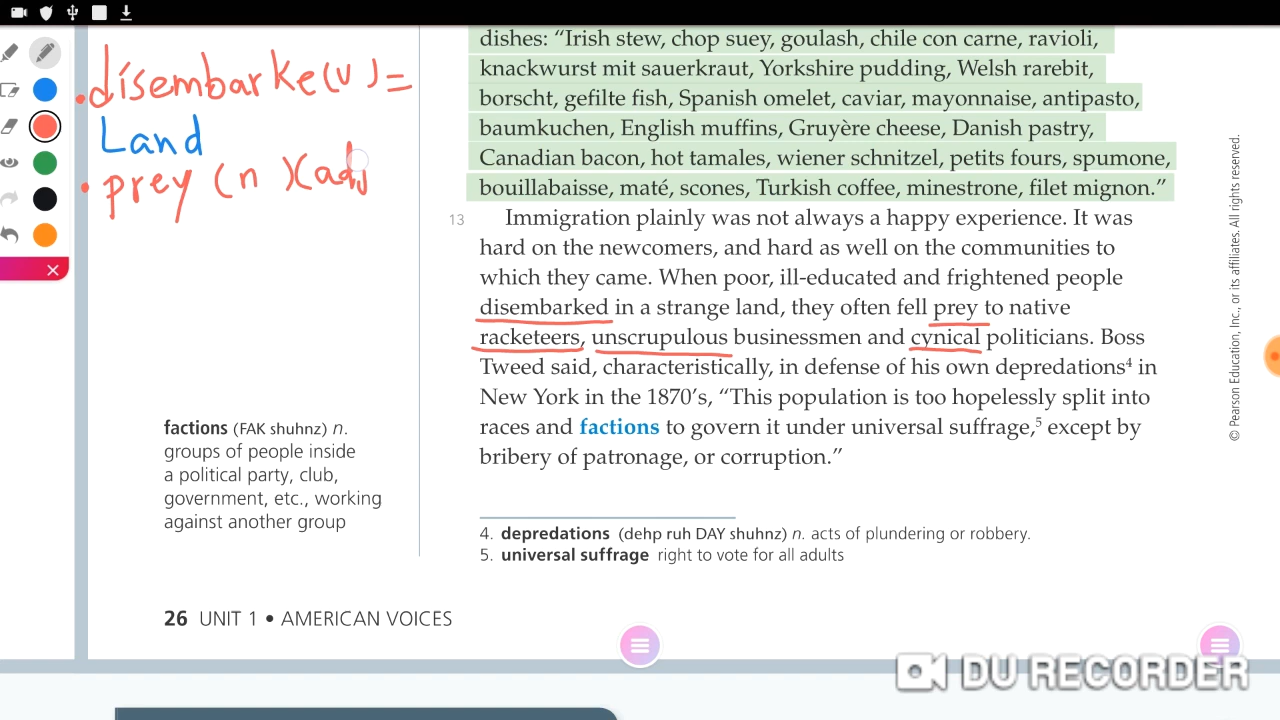 .disembarke(v) =
Land
. prey (n)(adj
dishes: “Irish stew, chop suey, goulash, chile con carne, ravioli,
knackwurst mit sauerkraut, Yorkshire pudding, Welsh rarebit,
borscht, gefilte fish, Spanish omelet, caviar, mayonnaise, antipasto,
baumkuchen, English muffins, Gruyère cheese, Danish pastry,
Canadian bacon, hot tamales, wiener schnitzel, petits fours, spumone,
bouillabaisse, maté, scones, Turkish coffee, minestrone, filet mignon.”
13 Immigration plainly was not always a happy experience. It was
hard on the newcomers, and hard as well on the communities to
which they came. When poor, ill-educated and frightened people
disembarked in a strange land, they often fell prey to native
racketeers, unscrupulous businessmen and cynical politicians. Boss
Tweed said, characteristically, in defense of his own depredations⁴ in
New York in the 1870’s, “This population is too hopelessly split into
races and factions to govern it under universal suffrage,⁵ except by
bribery of patronage, or corruption.”
factions (FAK shuhnz) n.
groups of people inside
a political party, club,
government, etc., working
against another group
4. depredations (dehp ruh DAY shuhnz) n. acts of plundering or robbery.
5. universal suffrage right to vote for all adults
26 UNIT 1 • AMERICAN VOICES
© Pearson Education, Inc., or its affiliates. All rights reserved.
DU RECORDER